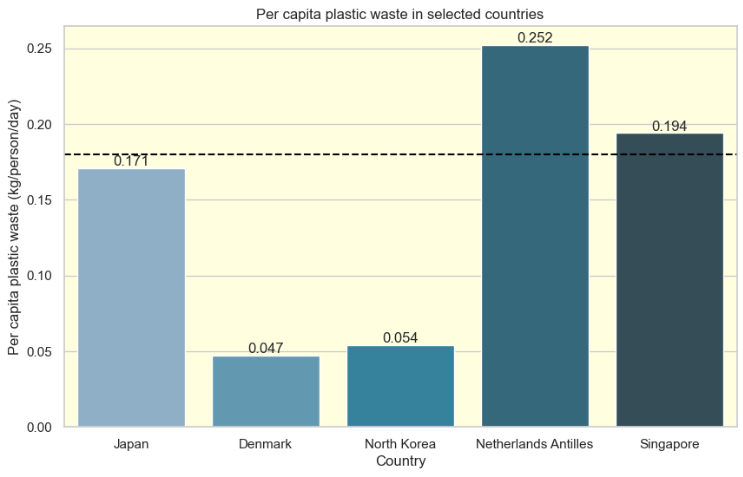 Per capita plastic waste in selected countries
Per capita plastic waste (kg/person/day)
0.25
0.20
0.15
0.10
0.05
0.00
0.171
0.047
0.054
0.252
0.194
Japan
Denmark
North Korea
Netherlands Antilles
Singapore
Country